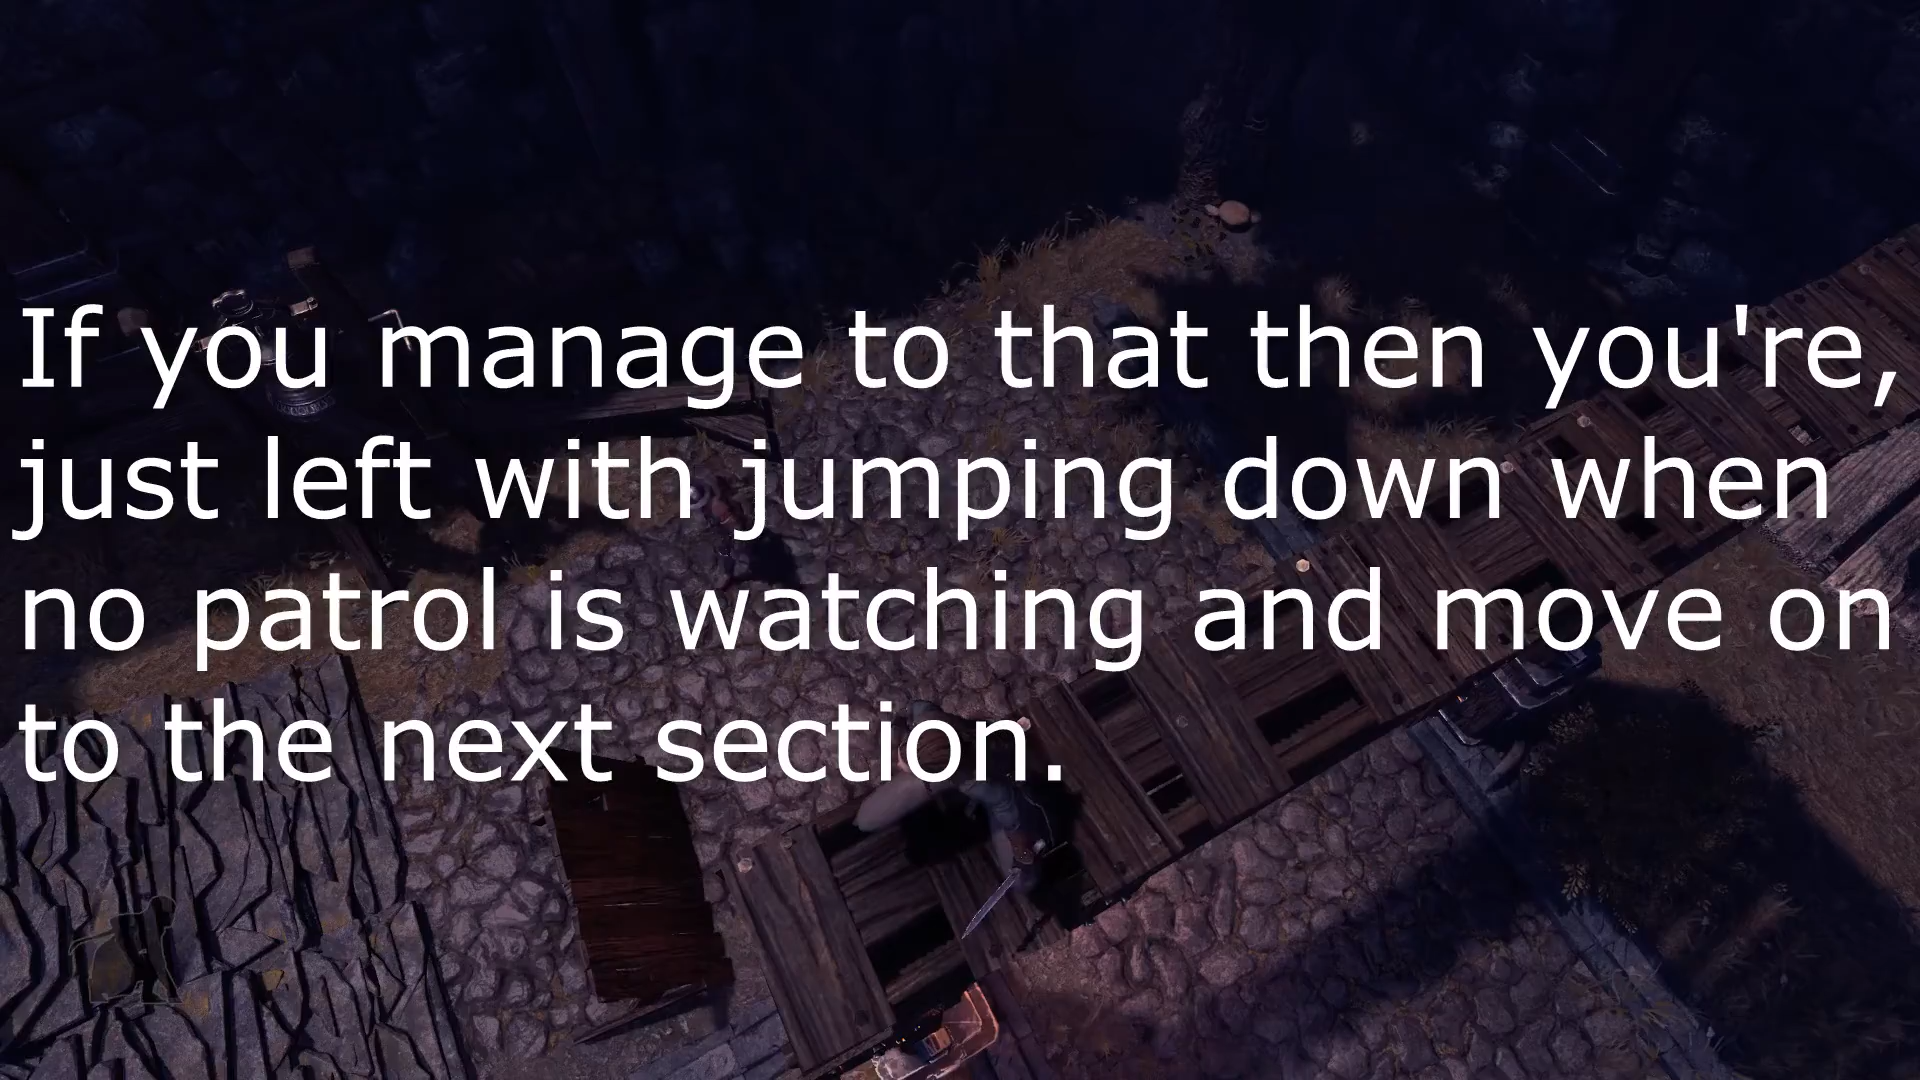 If you manage to that then you're,
just left with jumping down when
no patrol is watching and move on
to the next section.